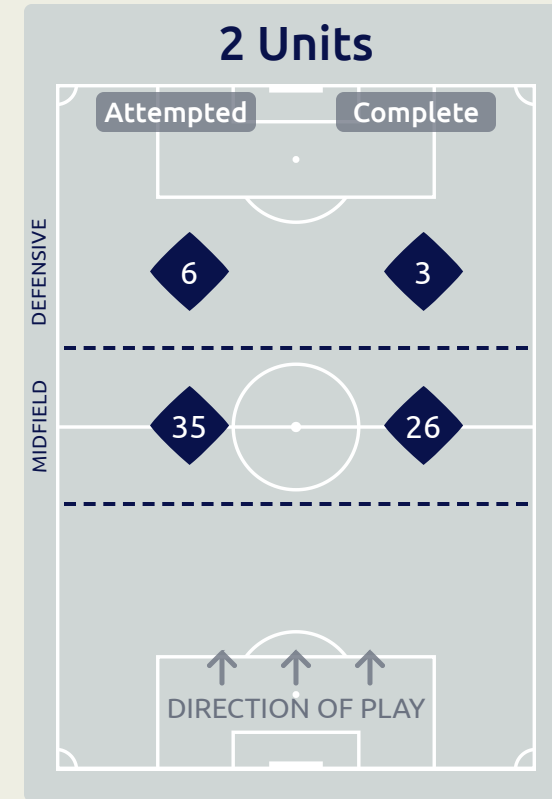 2 Units
Attempted Complete
DEFENSIVE
6 3
MIDFIELD
35 26
DIRECTION OF PLAY